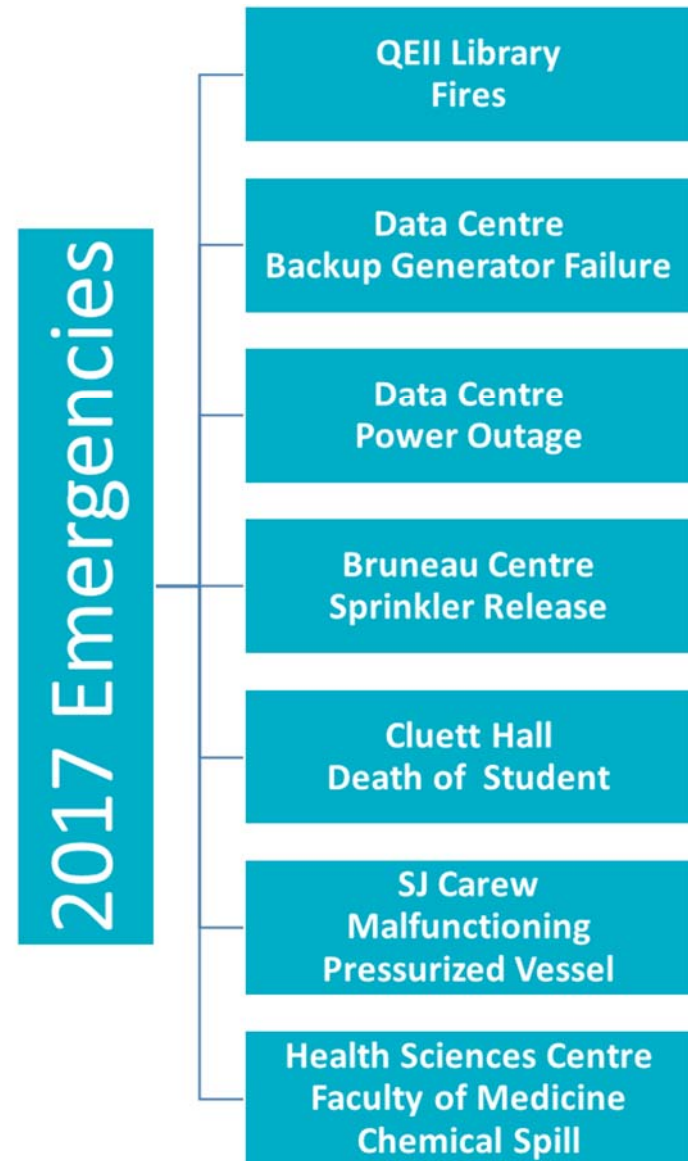 2017 Emergencies
QEII Library
Fires
Data Centre
Backup Generator Failure
Data Centre
Power Outage
Bruneau Centre
Sprinkler Release
Cluett Hall
Death of  Student
SJ Carew
Malfunctioning
Pressurized Vessel
Health Sciences Centre
Faculty of Medicine
Chemical Spill